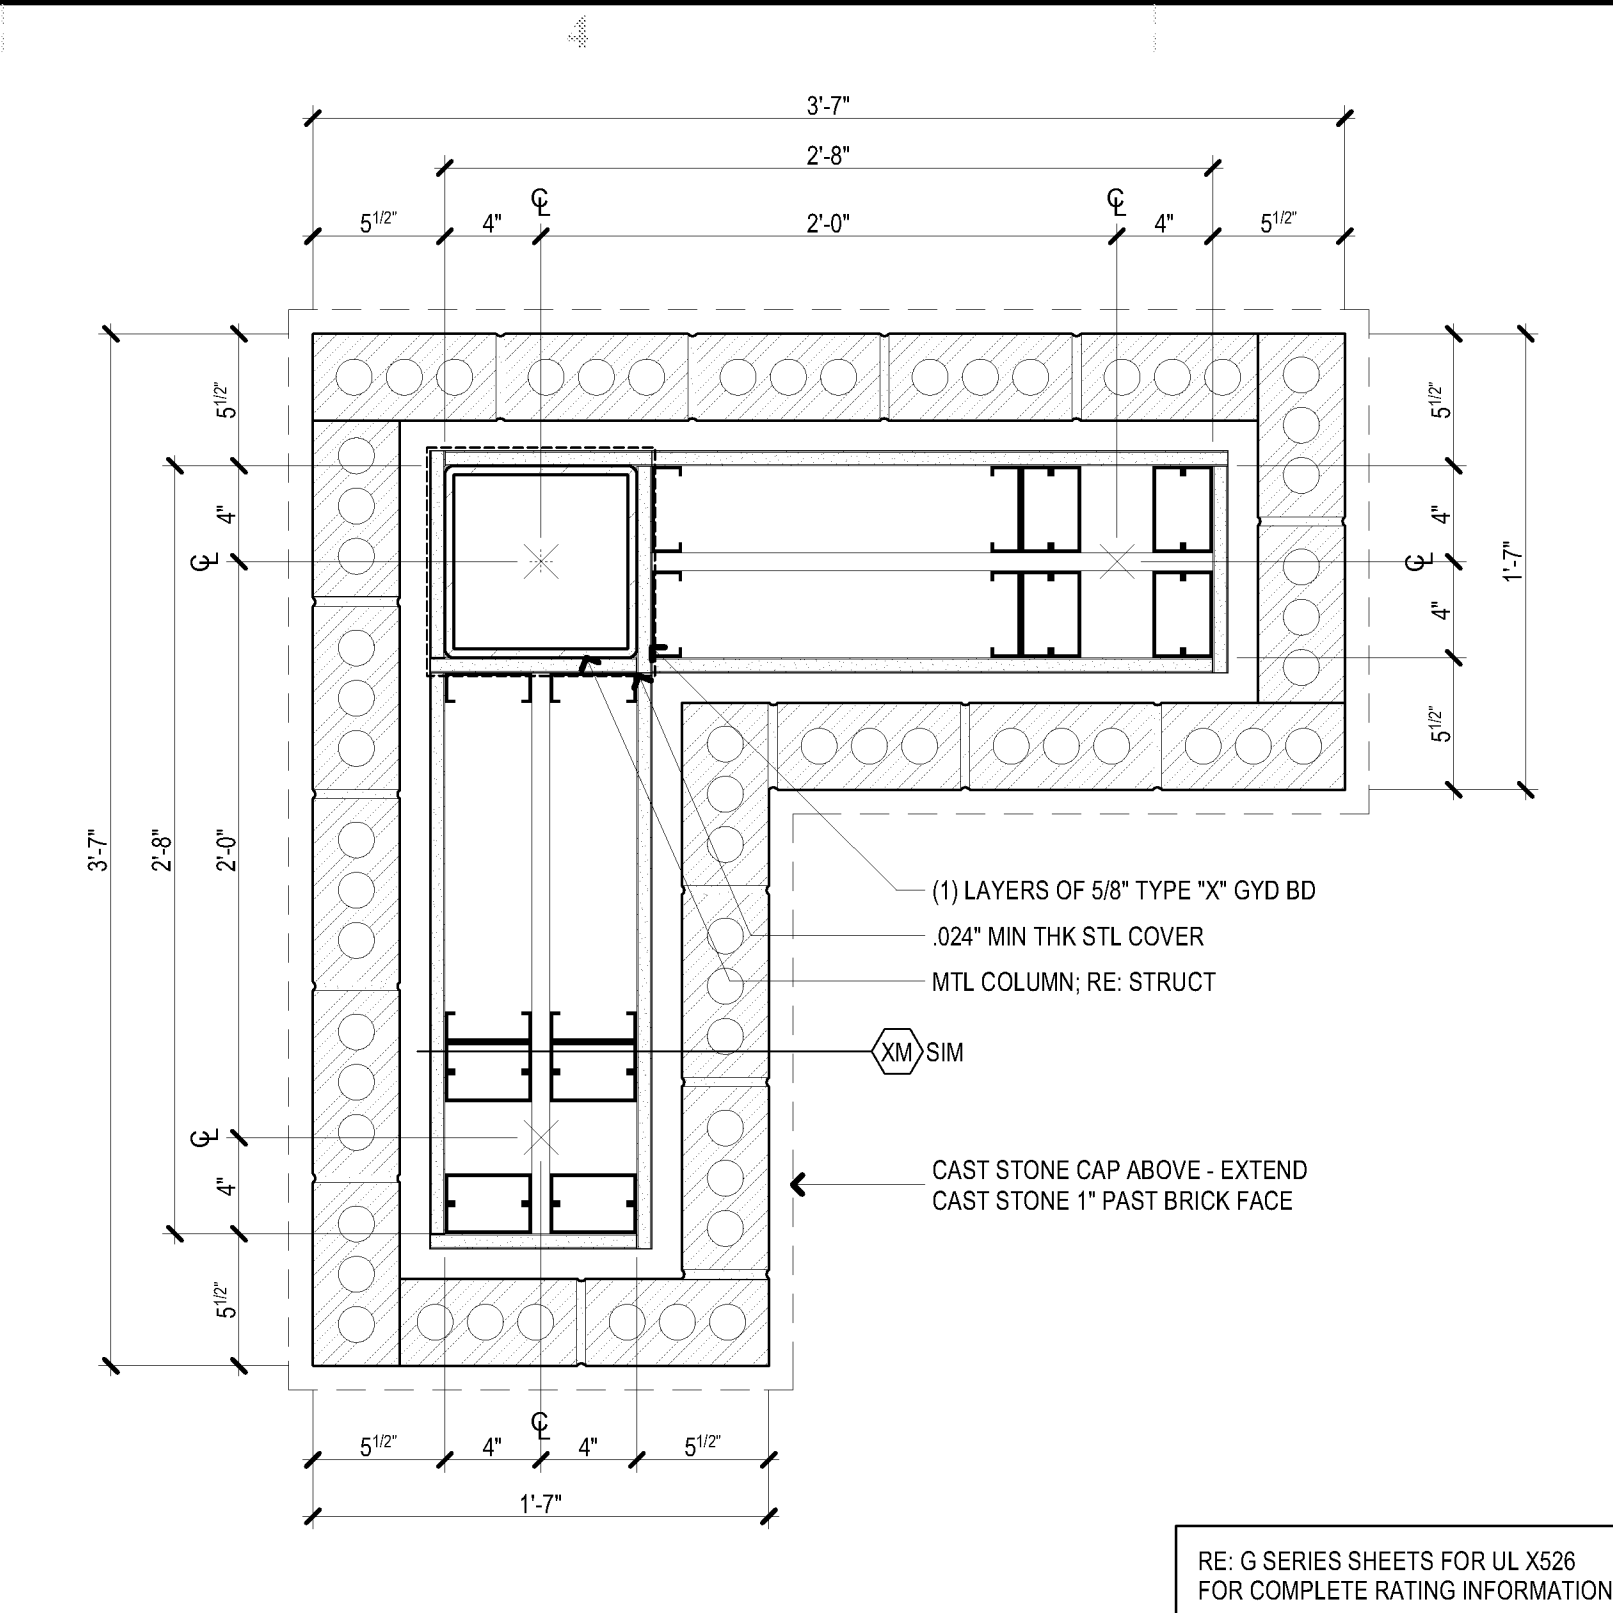 4
3'-7"
2'-8"
℄ ℄
5 1/2" 4" 2'-0" 4" 5 1/2"
5 1/2"
4"
℄
3'-7"
2'-8"
2'-0"
℄
4"
5 1/2"
5 1/2"
4"
℄
4"
1'-7"
5 1/2"
(1) LAYERS OF 5/8" TYPE "X" GYD BD
.024" MIN THK STL COVER
MTL COLUMN; RE: STRUCT
XM SIM
CAST STONE CAP ABOVE - EXTEND
CAST STONE 1" PAST BRICK FACE
℄
5 1/2" 4" 4" 5 1/2"
1'-7"
RE: G SERIES SHEETS FOR UL X526
FOR COMPLETE RATING INFORMATION